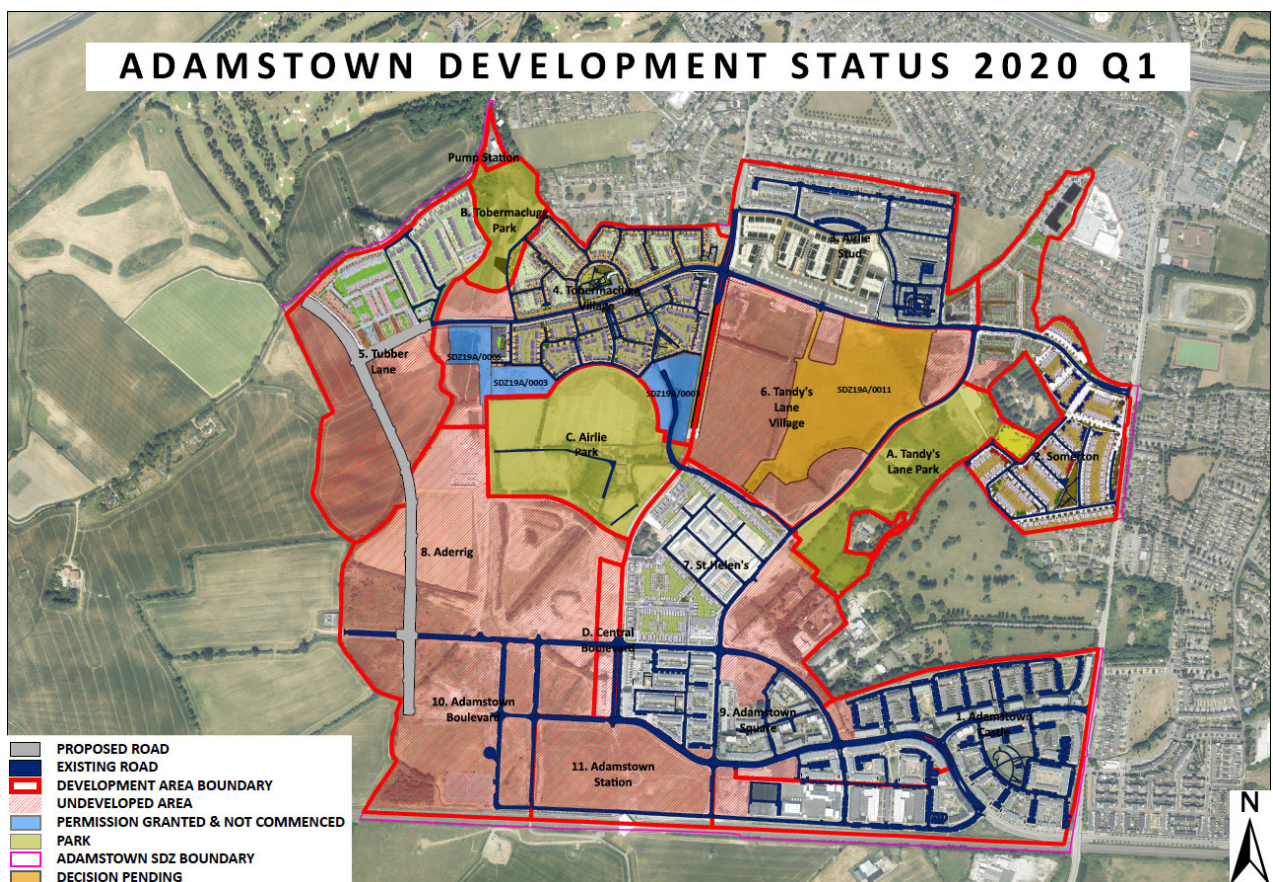 ADAMSTOWN DEVELOPMENT STATUS 2020 Q1
Pump Station
B. Tobermaclugg
Park
3. Airlie
Stud
4. Tobermaclugg
Village
5. Tubber
Lane
SDZ19A/0006
SDZ19A/0003
SDZ19A/0003
6. Tandy's
Lane
Village
SDZ19A/0011
C. Airlie
Park
A. Tandy's
Lane Park
2. Somerton
8. Aderrig
7. St Helen's
D. Central
Boulevard
10. Adamstown
Boulevard
9. Adamstown
Square
1. Adamstown
Castle
11. Adamstown
Station
PROPOSED ROAD
EXISTING ROAD
DEVELOPMENT AREA BOUNDARY
UNDEVELOPED AREA
PERMISSION GRANTED & NOT COMMENCED
PARK
ADAMSTOWN SDZ BOUNDARY
DECISION PENDING
N